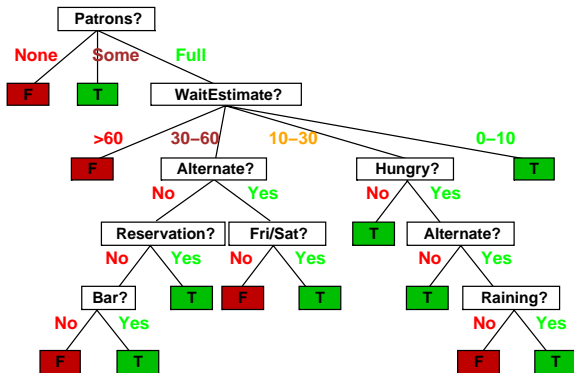 Patrons?
None Some Full
F T WaitEstimate?
>60 30–60 10–30 0–10
F Alternate? Hungry? T
No Yes No Yes
Reservation? Fri/Sat? T Alternate?
No Yes No Yes No Yes
Bar? T F T T Raining?
No Yes No Yes
F T F T